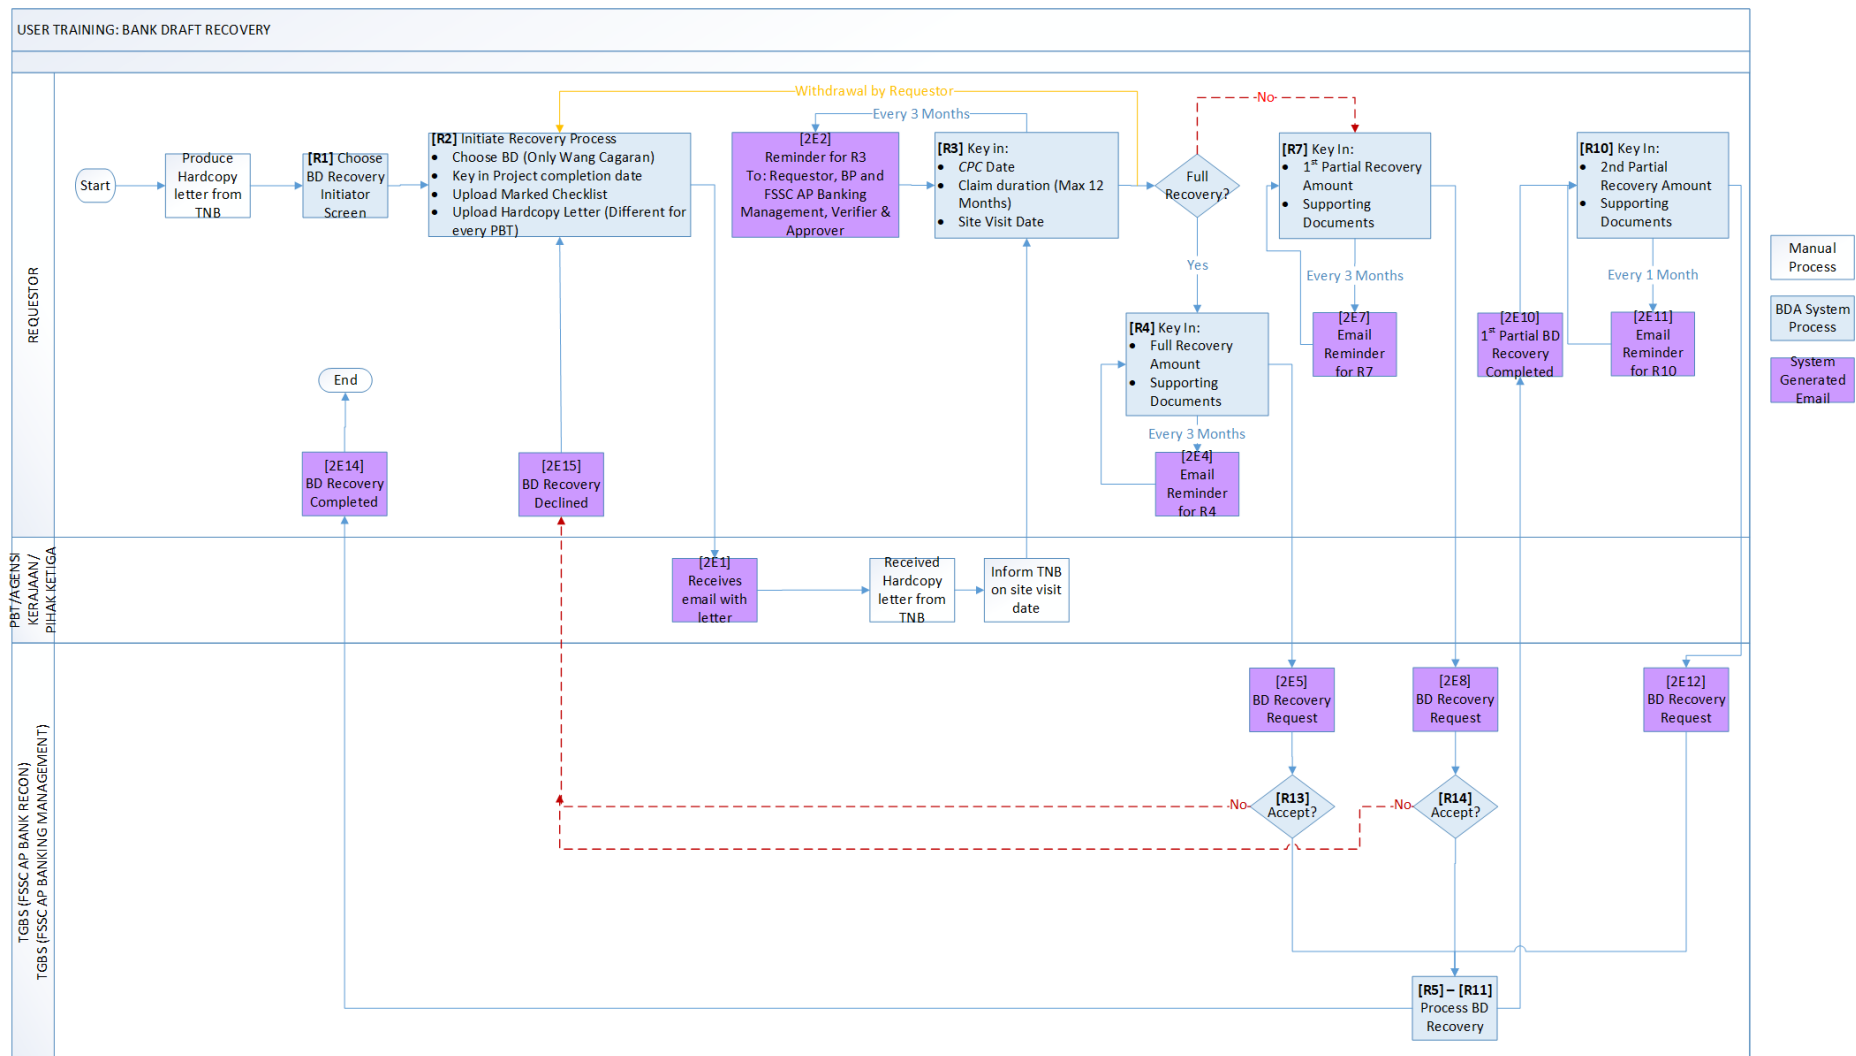 USER TRAINING: BANK DRAFT RECOVERY
REQUESTOR
Start
Produce
Hardcopy
letter from
TNB
[R1] Choose
BD Recovery
Initiator
Screen
[R2] Initiate Recovery Process
• Choose BD (Only Wang Cagaran)
• Key in Project completion date
• Upload Marked Checklist
• Upload Hardcopy Letter (Different for
every PBT)
Withdrawal by Requestor
Every 3 Months
[2E2]
Reminder for R3
To: Requestor, BP and
FSSC AP Banking
Management, Verifier &
Approver
[R3] Key in:
• CPC Date
• Claim duration (Max 12
Months)
• Site Visit Date
Full
Recovery?
No
Yes
[R7] Key In:
• 1st Partial Recovery
Amount
• Supporting
Documents
Every 3 Months
[2E7]
Email
Reminder
for R7
[R10] Key In:
• 2nd Partial
Recovery Amount
• Supporting
Documents
Every 1 Month
[2E10]
1st Partial BD
Recovery
Completed
[2E11]
Email
Reminder
for R10
[R4] Key In:
• Full Recovery
Amount
• Supporting
Documents
Every 3 Months
[2E4]
Email
Reminder
for R4
End
[2E14]
BD Recovery
Completed
[2E15]
BD Recovery
Declined
Manual
Process
BDA System
Process
System
Generated
Email
PBT/AGENSI
KERAJAAN/
PIHAK KETIGA
[2E1]
Receives
email with
letter
Received
Hardcopy
letter from
TNB
Inform TNB
on site visit
date
TGBS (FSSC AP BANK RECON)
TGBS (FSSC AP BANKING MANAGEMENT)
[2E5]
BD Recovery
Request
[2E8]
BD Recovery
Request
[2E12]
BD Recovery
Request
No
[R13]
Accept?
No
[R14]
Accept?
[R5] – [R11]
Process BD
Recovery